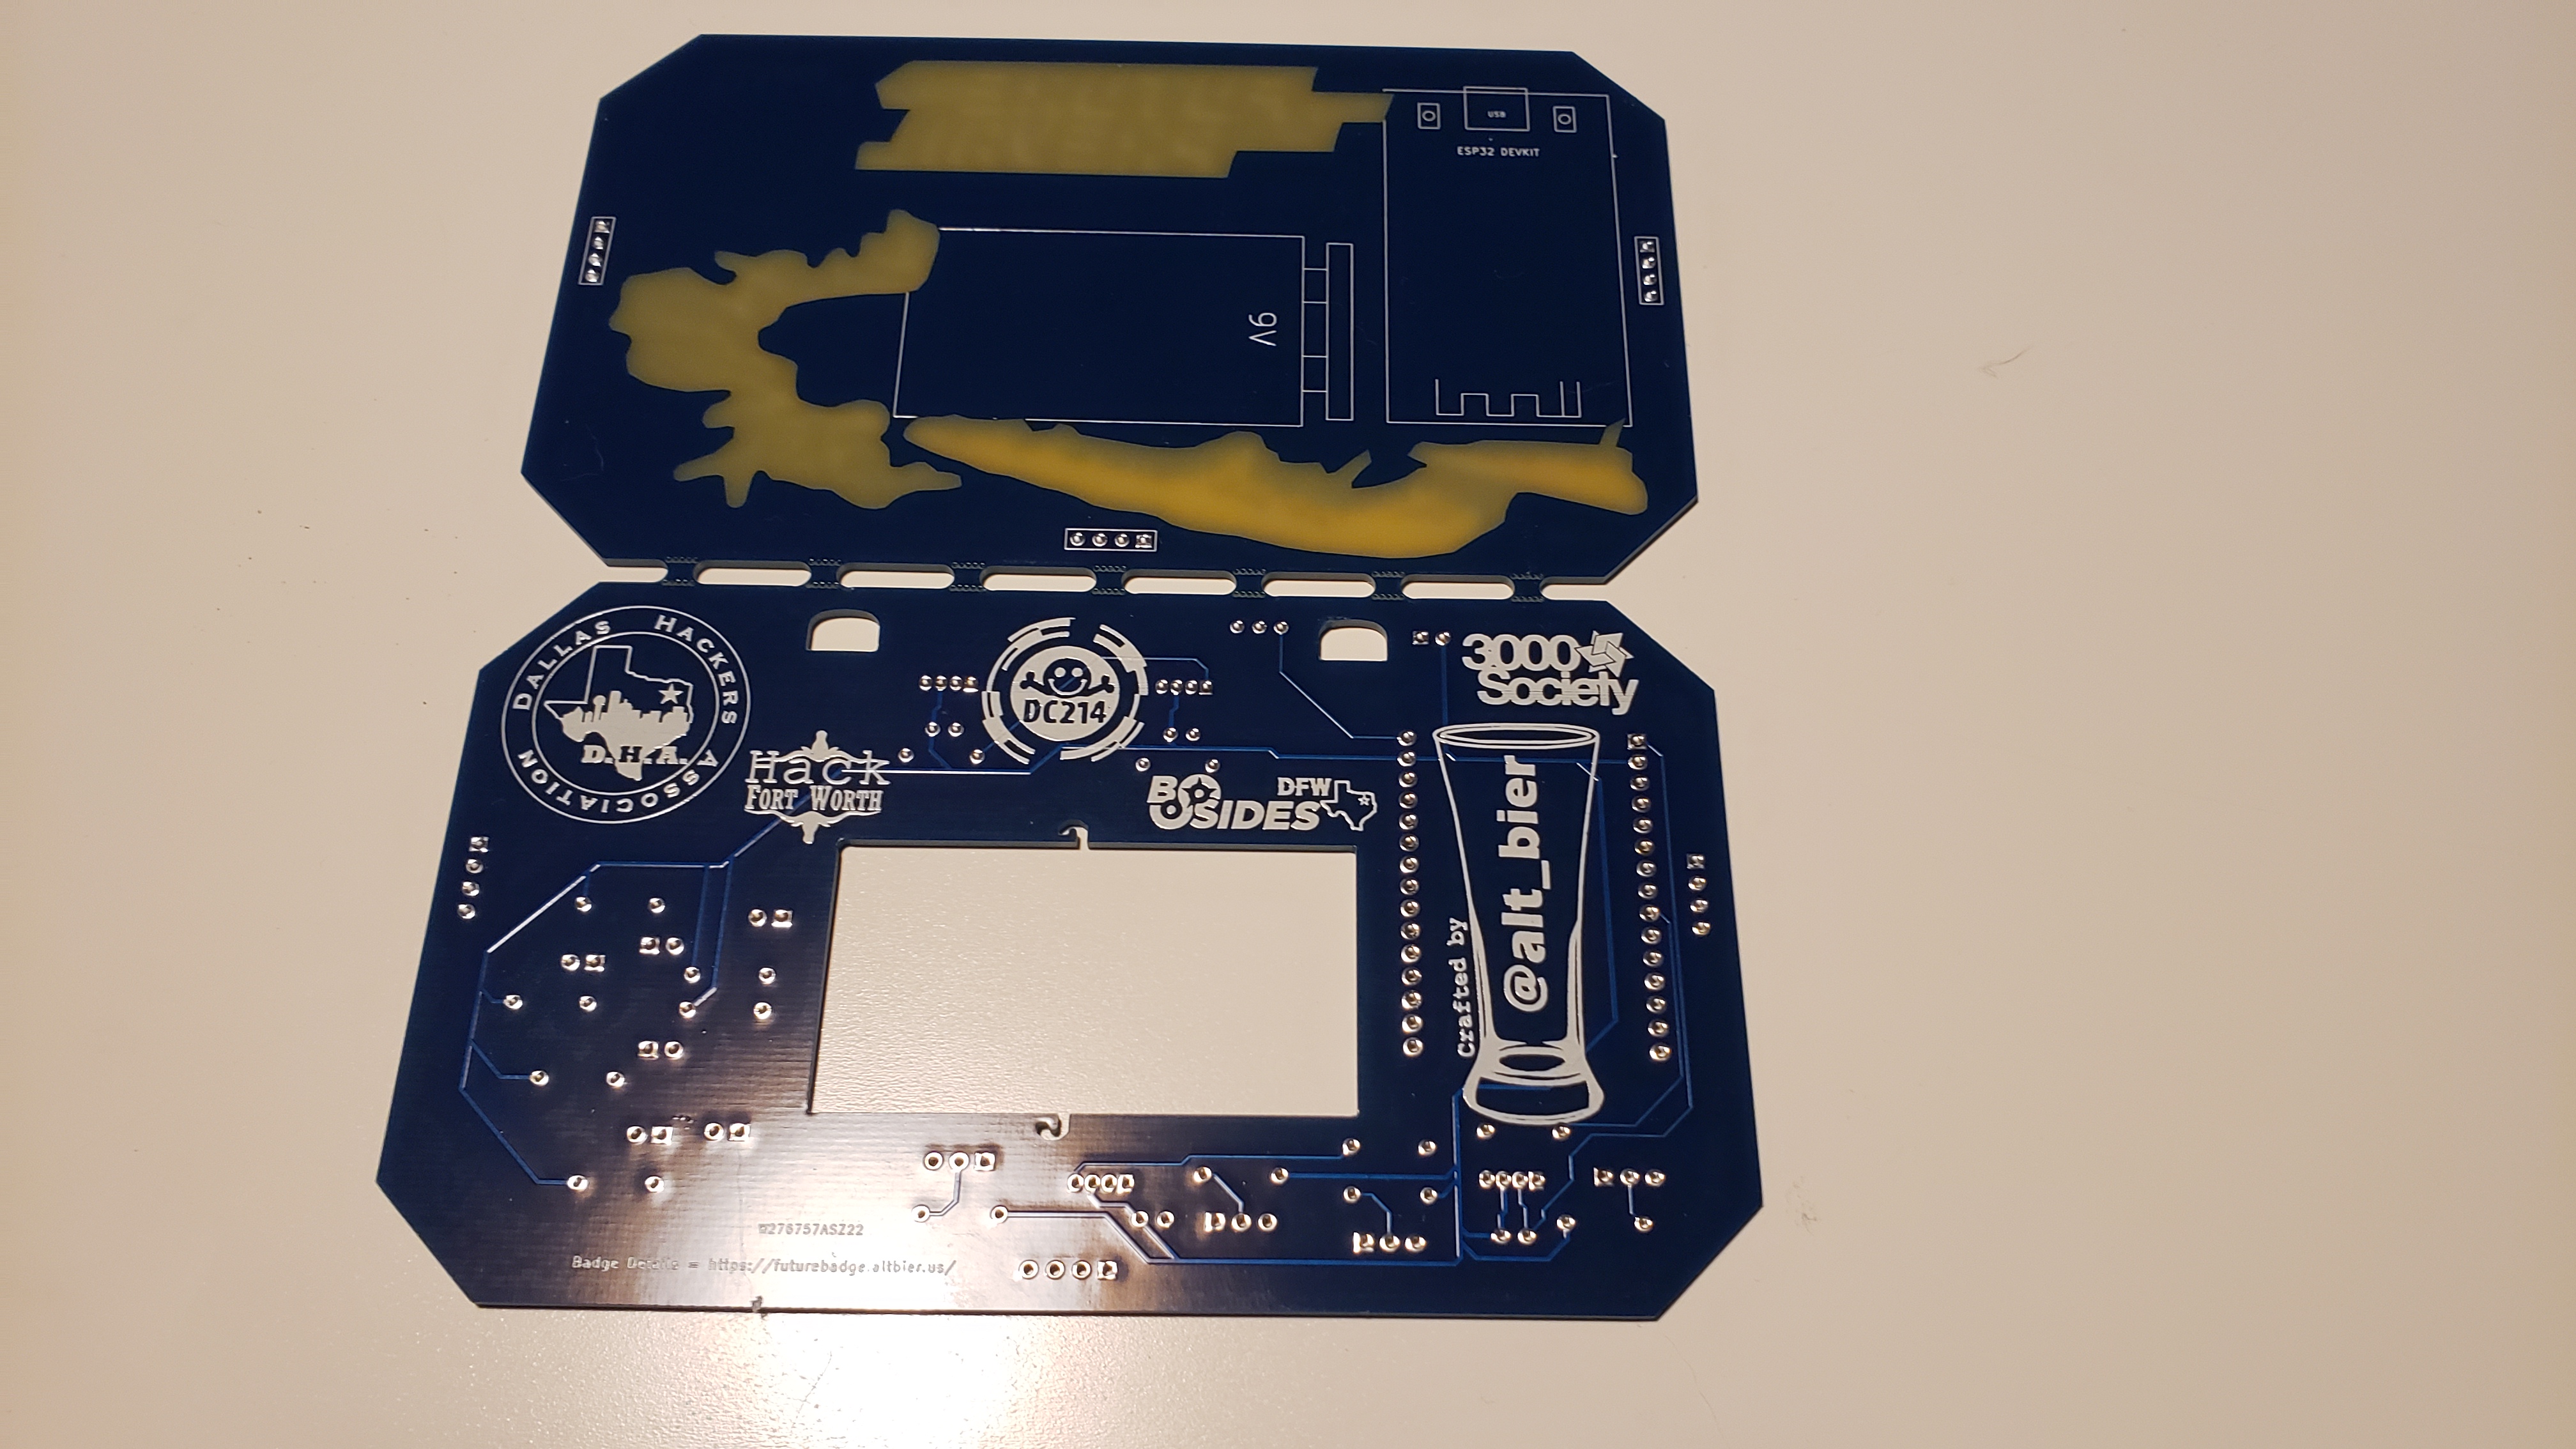 USB
ESP32 DEVKIT
9V
DALLAS HACKERS ASSOCIATION
D.H.A.
DC214
3000
Society
Hack
FORT WORTH
BSIDES
DFW
Crafted by
@alt_bier
Badge Details = https://futurebadge.altbier.us/